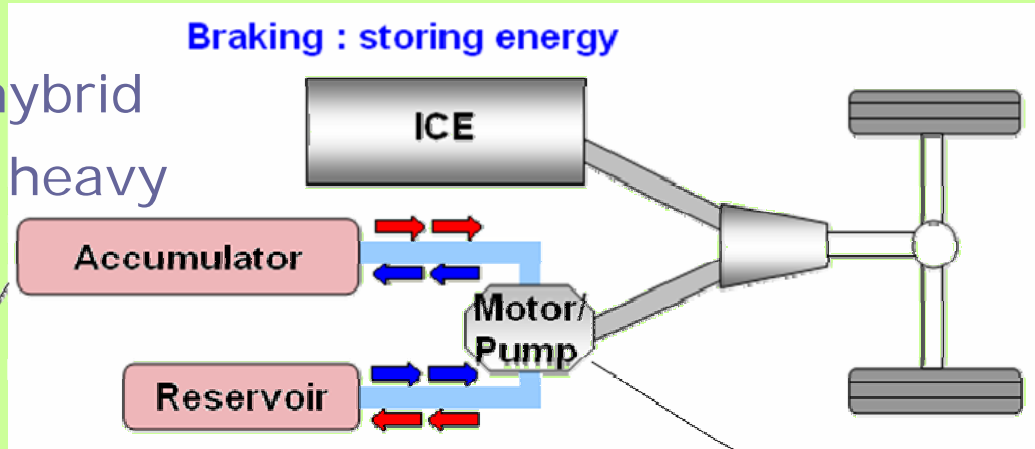 Braking : storing energy
ybrid
heavy
ICE
Accumulator
Motor/
Pump
Reservoir